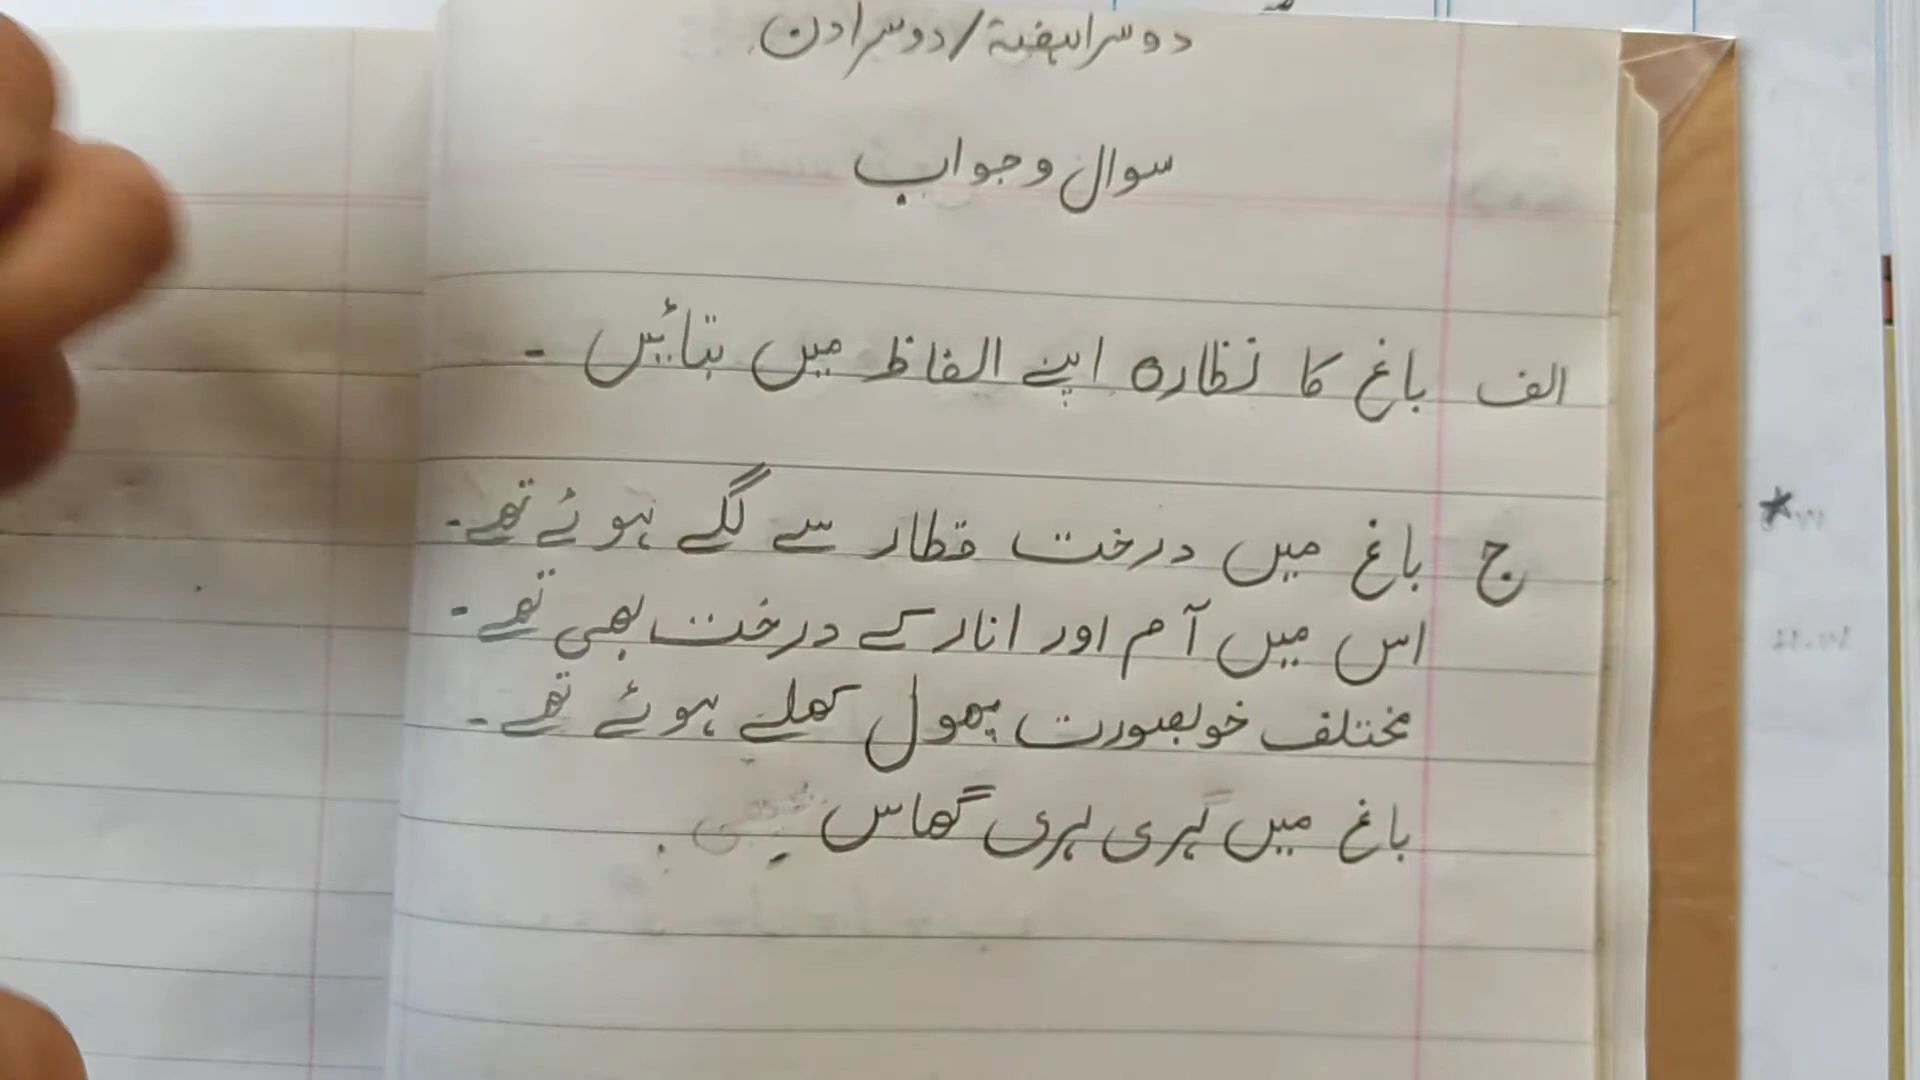 دوسرا ہفتہ / دوسرا دن
سوال و جواب
الف باغ کا نظارہ اپنے الفاظ میں بتائیں ۔
ج باغ میں درخت قطار سے لگے ہوئے تھے ۔
اس میں آم اور انار کے درخت بھی تھے ۔
مختلف خوبصورت پھول کھلے ہوئے تھے ۔
باغ میں ہری ہری گھاس